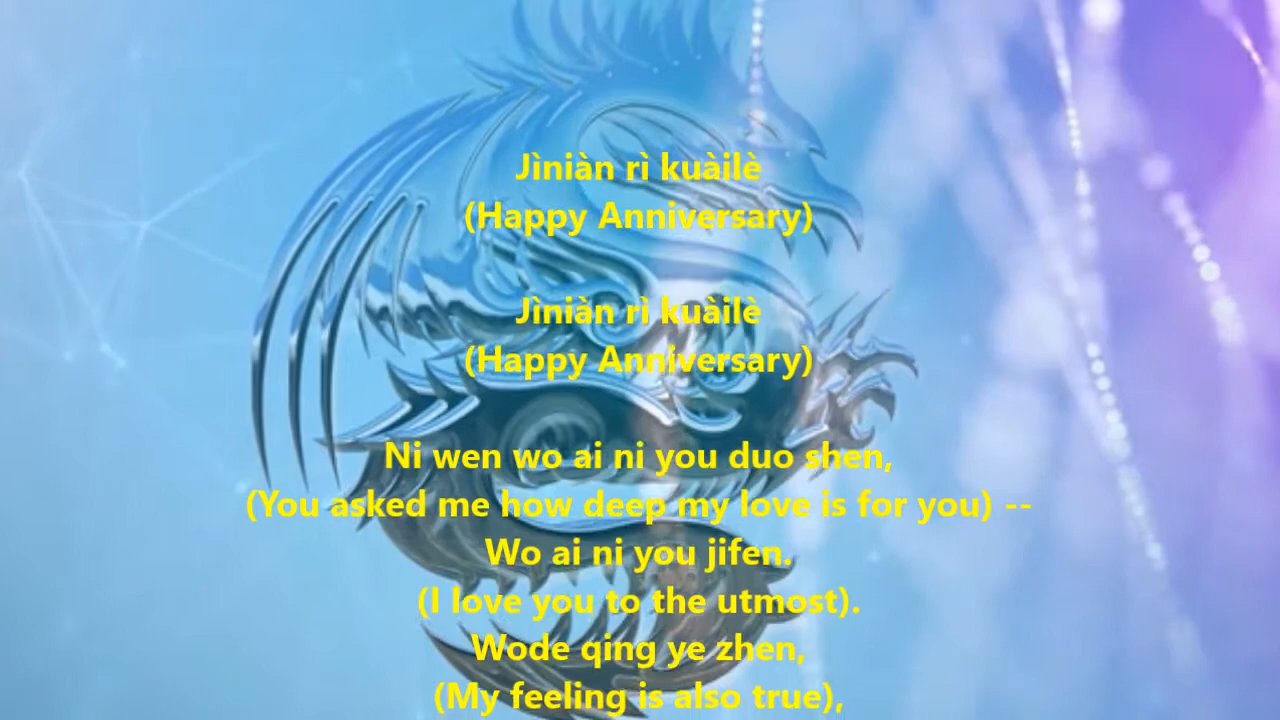 Jìniàn rì kuàilè
(Happy Anniversary)
Jìniàn rì kuàilè
(Happy Anniversary)
Ni wen wo ai ni you duo shen,
(You asked me how deep my love is for you) --
Wo ai ni you jifen.
(I love you to the utmost).
Wode qing ye zhen,
(My feeling is also true),